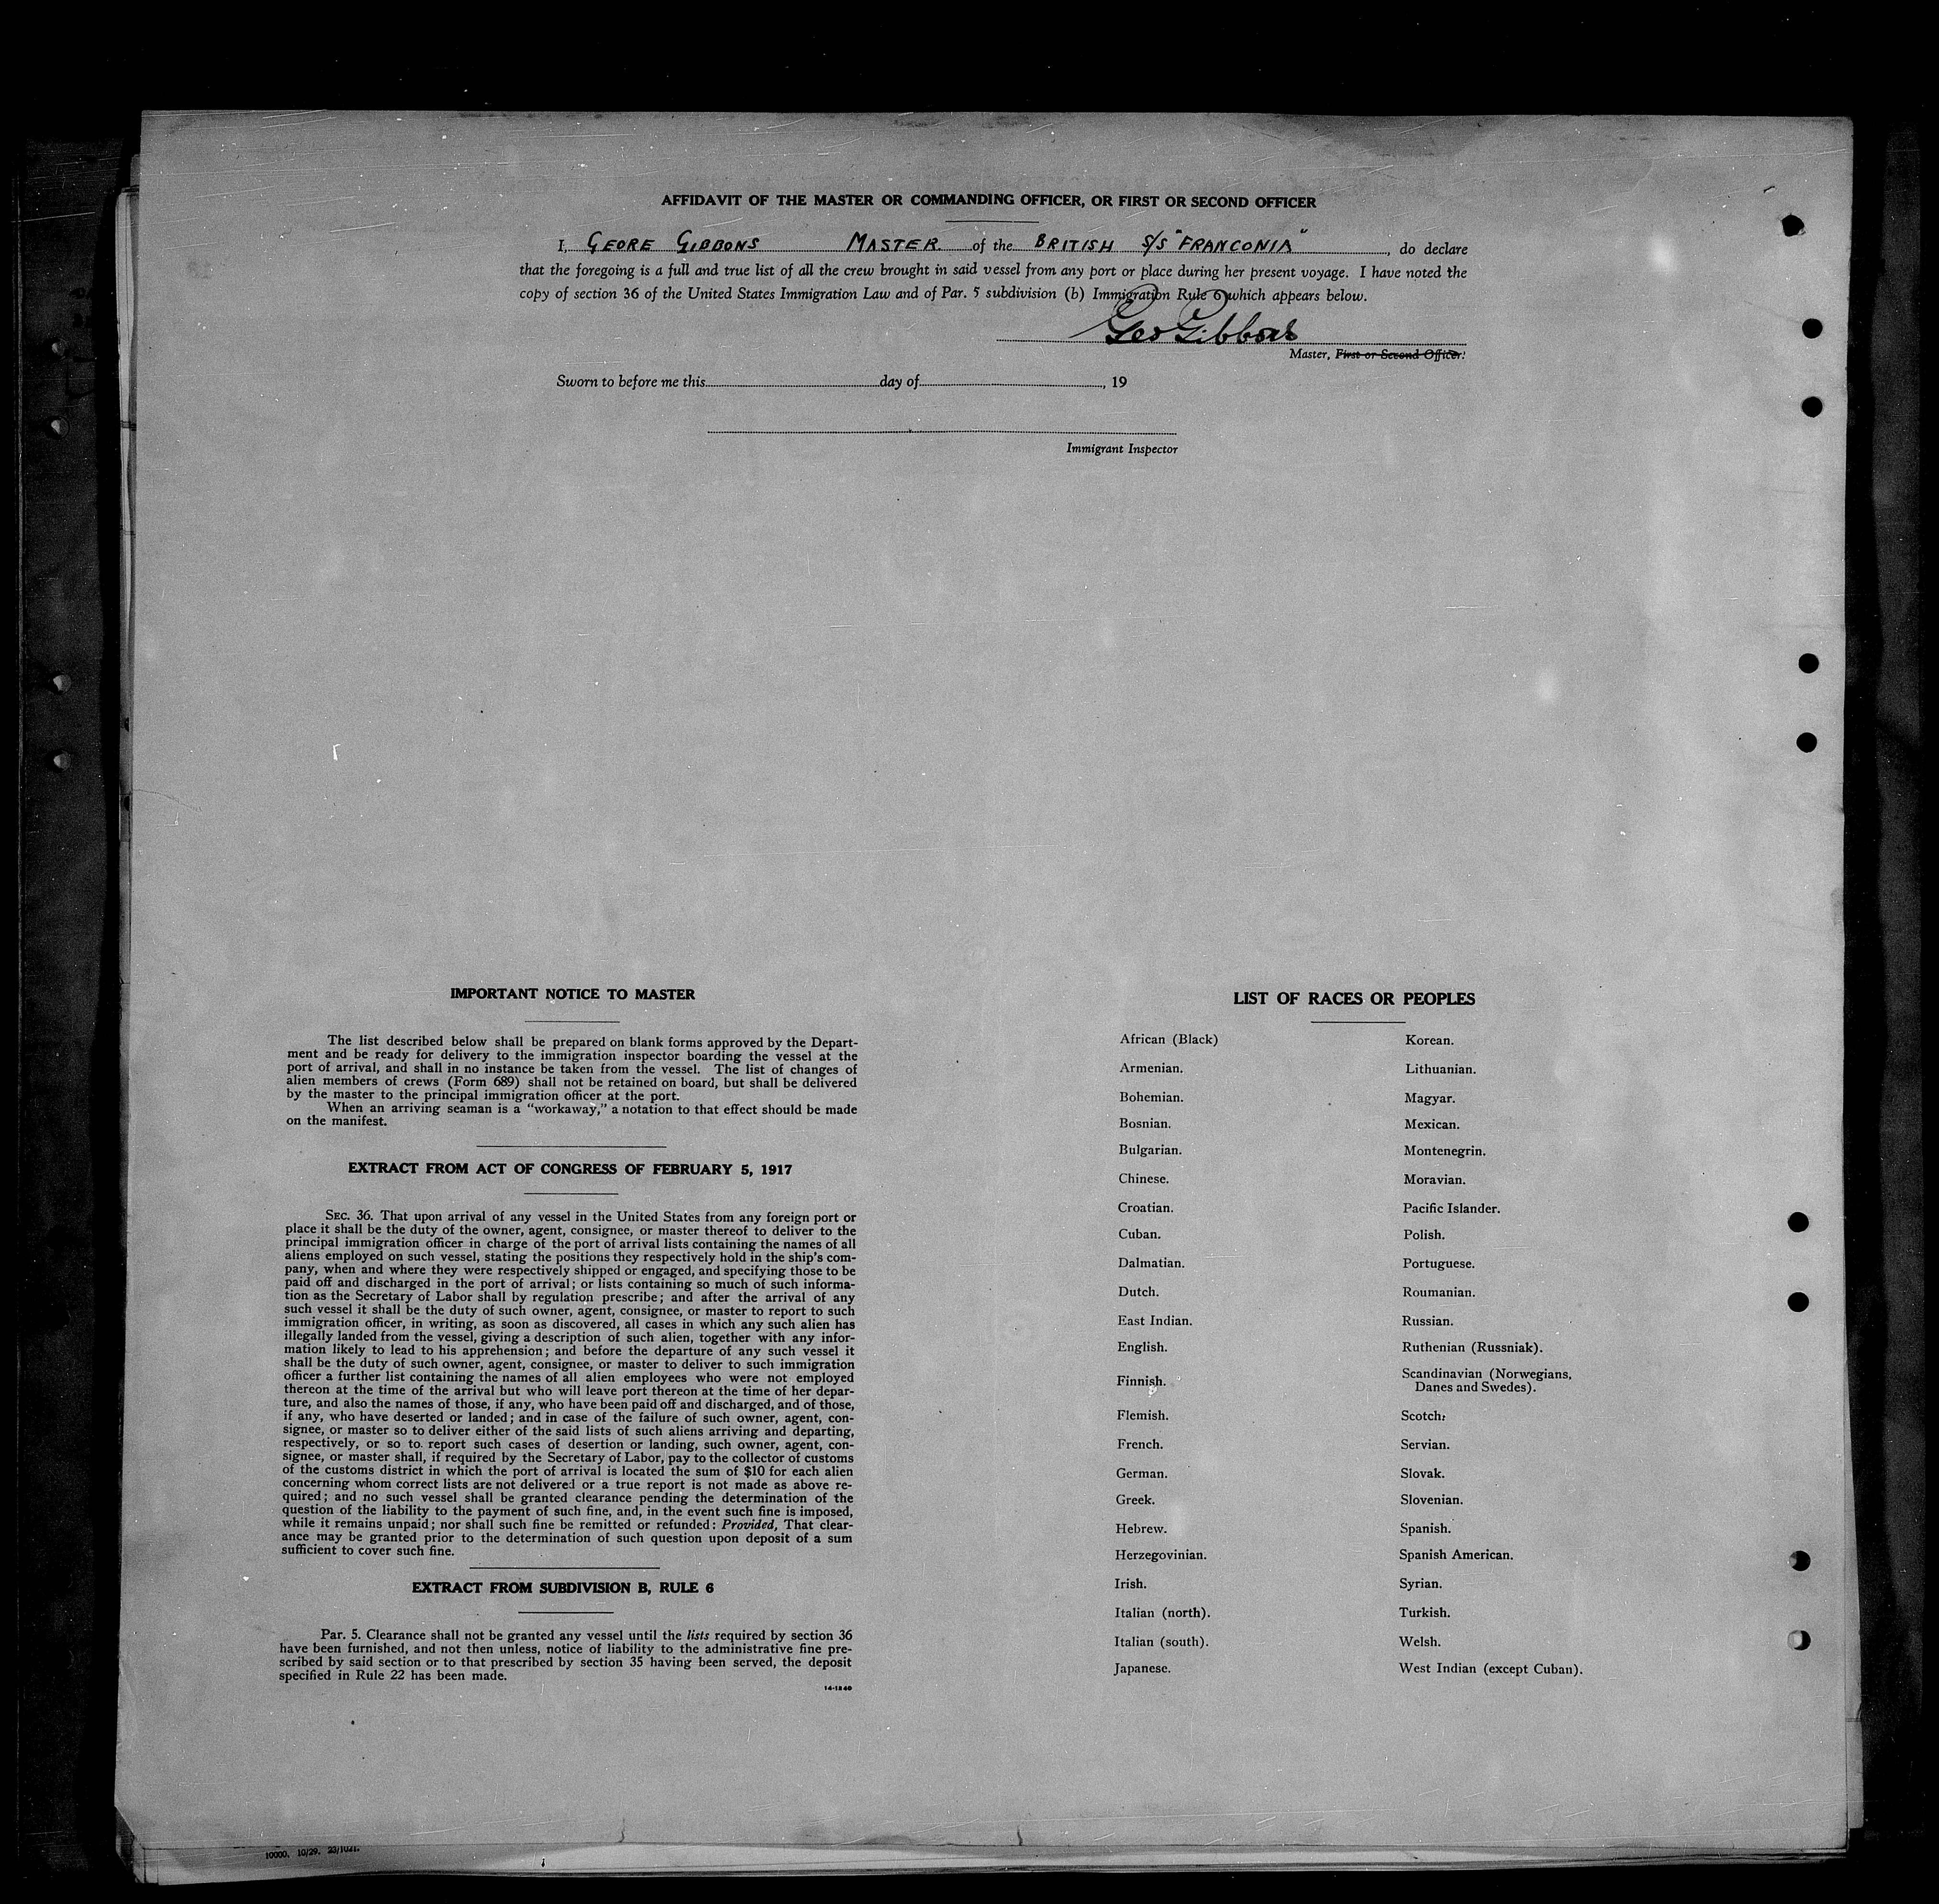 AFFIDAVIT OF THE MASTER OR COMMANDING OFFICER, OR FIRST OR SECOND OFFICER
I, GEORE GIBBONS MASTER of the BRITISH S/S "FRANCONIA", do declare
that the foregoing is a full and true list of all the crew brought in said vessel from any port or place during her present voyage. I have noted the
copy of section 36 of the United States Immigration Law and of Par. 5 subdivision (b) Immigration Rule 6 which appears below.
Geo Gibbons
Master, First or Second Officer.
Sworn to before me this day of , 19
Immigrant Inspector
IMPORTANT NOTICE TO MASTER
The list described below shall be prepared on blank forms approved by the Depart-
ment and be ready for delivery to the immigration inspector boarding the vessel at the
port of arrival, and shall in no instance be taken from the vessel. The list of changes of
alien members of crews (Form 689) shall not be retained on board, but shall be delivered
by the master to the principal immigration officer at the port.
When an arriving seaman is a "workaway," a notation to that effect should be made
on the manifest.
EXTRACT FROM ACT OF CONGRESS OF FEBRUARY 5, 1917
SEC. 36. That upon arrival of any vessel in the United States from any foreign port or
place it shall be the duty of the owner, agent, consignee, or master thereof to deliver to the
principal immigration officer in charge of the port of arrival lists containing the names of all
aliens employed on such vessel, stating the positions they respectively hold in the ship's com-
pany, when and where they were respectively shipped or engaged, and specifying those to be
paid off and discharged in the port of arrival; or lists containing so much of such informa-
tion as the Secretary of Labor shall by regulation prescribe; and after the arrival of any
such vessel it shall be the duty of such owner, agent, consignee, or master to report to such
immigration officer, in writing, as soon as discovered, all cases in which any such alien has
illegally landed from the vessel, giving a description of such alien, together with any infor-
mation likely to lead to his apprehension; and before the departure of any such vessel it
shall be the duty of such owner, agent, consignee, or master to deliver to such immigration
officer a further list containing the names of all alien employees who were not employed
thereon at the time of the arrival but who will leave port thereon at the time of her depar-
ture, and also the names of those, if any, who have been paid off and discharged, and of those,
if any, who have deserted or landed; and in case of the failure of such owner, agent, con-
signee, or master so to deliver either of the said lists of such aliens arriving and departing,
respectively, or so to report such cases of desertion or landing, such owner, agent, con-
signee, or master shall, if required by the Secretary of Labor, pay to the collector of customs
of the customs district in which the port of arrival is located the sum of $10 for each alien
concerning whom correct lists are not delivered or a true report is not made as above re-
quired; and no such vessel shall be granted clearance pending the determination of the
question of the liability to the payment of such fine, and, in the event such fine is imposed,
while it remains unpaid; nor shall such fine be remitted or refunded: Provided, That clear-
ance may be granted prior to the determination of such question upon deposit of a sum
sufficient to cover such fine.
EXTRACT FROM SUBDIVISION B, RULE 6
Par. 5. Clearance shall not be granted any vessel until the lists required by section 36
have been furnished, and not then unless, notice of liability to the administrative fine pre-
scribed by said section or to that prescribed by section 35 having been served, the deposit
specified in Rule 22 has been made.
14-1240
LIST OF RACES OR PEOPLES
African (Black)
Armenian.
Bohemian.
Bosnian.
Bulgarian.
Chinese.
Croatian.
Cuban.
Dalmatian.
Dutch.
East Indian.
English.
Finnish.
Flemish.
French.
German.
Greek.
Hebrew.
Herzegovinian.
Irish.
Italian (north).
Italian (south).
Japanese.
Korean.
Lithuanian.
Magyar.
Mexican.
Montenegrin.
Moravian.
Pacific Islander.
Polish.
Portuguese.
Roumanian.
Russian.
Ruthenian (Russniak).
Scandinavian (Norwegians,
Danes and Swedes).
Scotch.
Servian.
Slovak.
Slovenian.
Spanish.
Spanish American.
Syrian.
Turkish.
Welsh.
West Indian (except Cuban).
10000. 10/29. 23/1021.